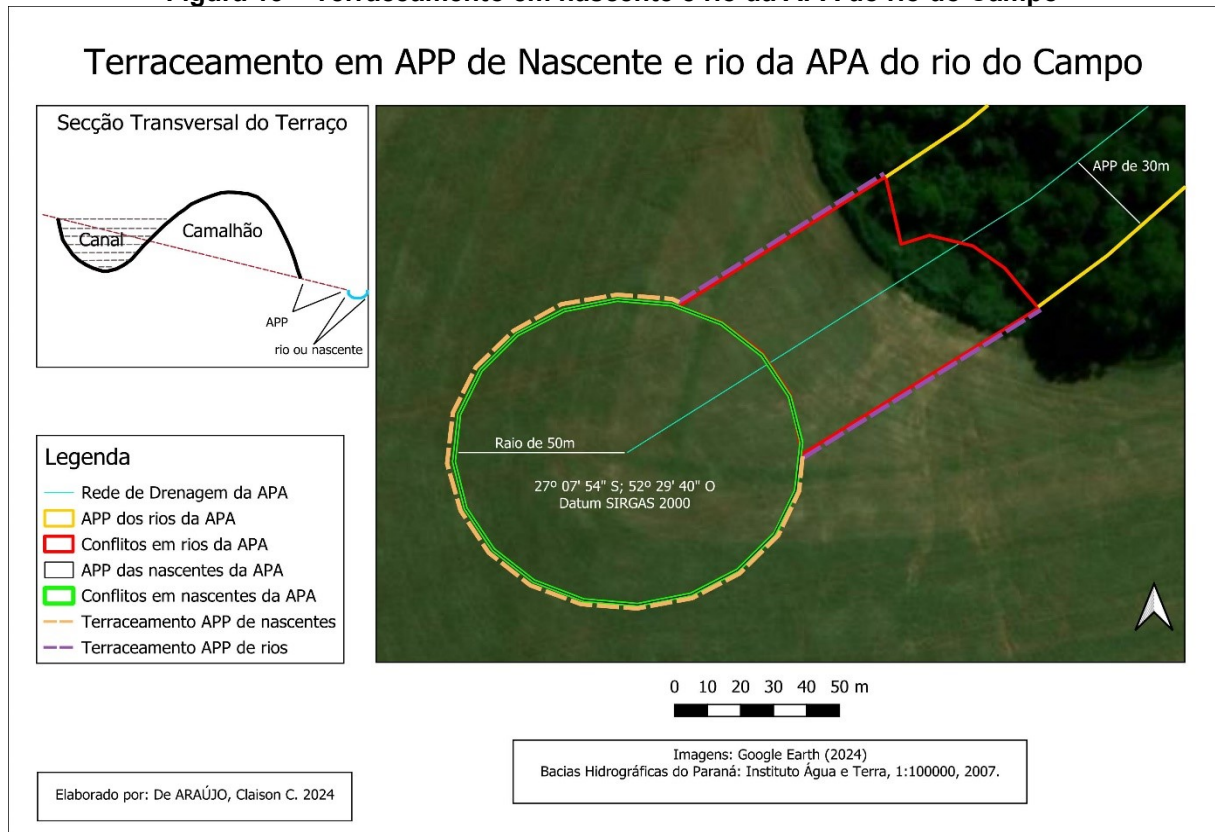 Terraceamento em APP de Nascente e rio da APA do rio do Campo
Secção Transversal do Terraço
Canal
Camalhão
APP
rio ou nascente
APP de 30m
Raio de 50m
27º 07' 54" S; 52º 29' 40" O
Datum SIRGAS 2000
Legenda
Rede de Drenagem da APA
APP dos rios da APA
Conflitos em rios da APA
APP das nascentes da APA
Conflitos em nascentes da APA
Terraceamento APP de nascentes
Terraceamento APP de rios
0 10 20 30 40 50 m
Imagens: Google Earth (2024)
Bacias Hidrográficas do Paraná: Instituto Água e Terra, 1:100000, 2007.
Elaborado por: De ARAÚJO, Claison C. 2024